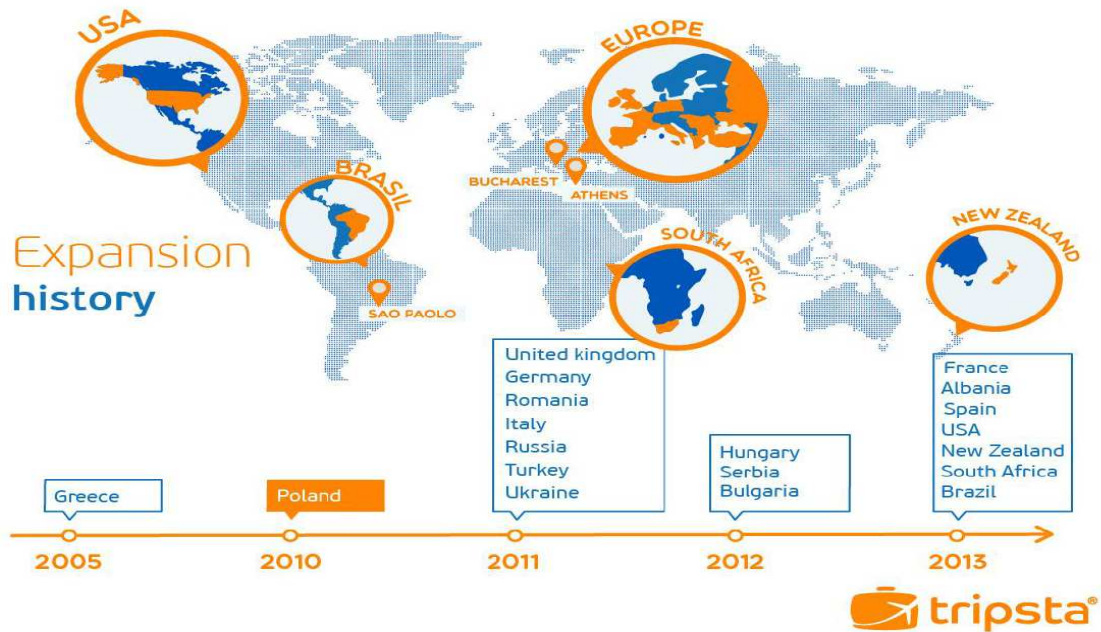 USA
EUROPE
BRASIL
BUCHAREST
ATHENS
SOUTH AFRICA
NEW ZEALAND
Expansion
history
SAO PAOLO
United kingdom
Germany
Romania
Italy
Russia
Turkey
Ukraine
France
Albania
Spain
USA
New Zealand
South Africa
Brazil
Hungary
Serbia
Bulgaria
Greece
Poland
2005
2010
2011
2012
2013
tripsta®